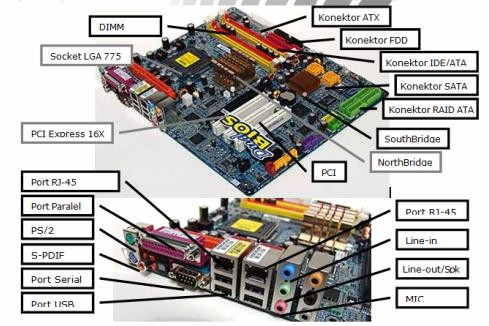 Konektor ATX
DIMM
Konektor FDD
Socket LGA 775
Konektor IDE/ATA
Konektor SATA
Konektor RAID ATA
PCI Express 16X
SouthBridge
NorthBridge
PCI
Dual
BIOS
Port RJ-45
Port Paralel
PS/2
S-PDIF
Port Serial
Port USB
Port RJ-45
Line-in
Line-out/Spk
MIC